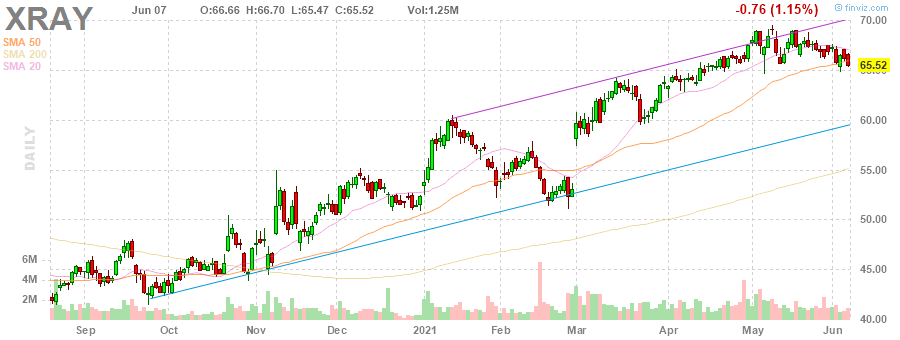 XRAY Jun 07 O:66.66 H:66.70 L:65.47 C:65.52 Vol:1.25M -0.76 (1.15%) © finviz.com
SMA 50
SMA 200
SMA 20
DAILY
70.00
65.52
65.00
60.00
55.00
50.00
45.00
40.00
6M
4M
2M
Sep Oct Nov Dec 2021 Feb Mar Apr May Jun